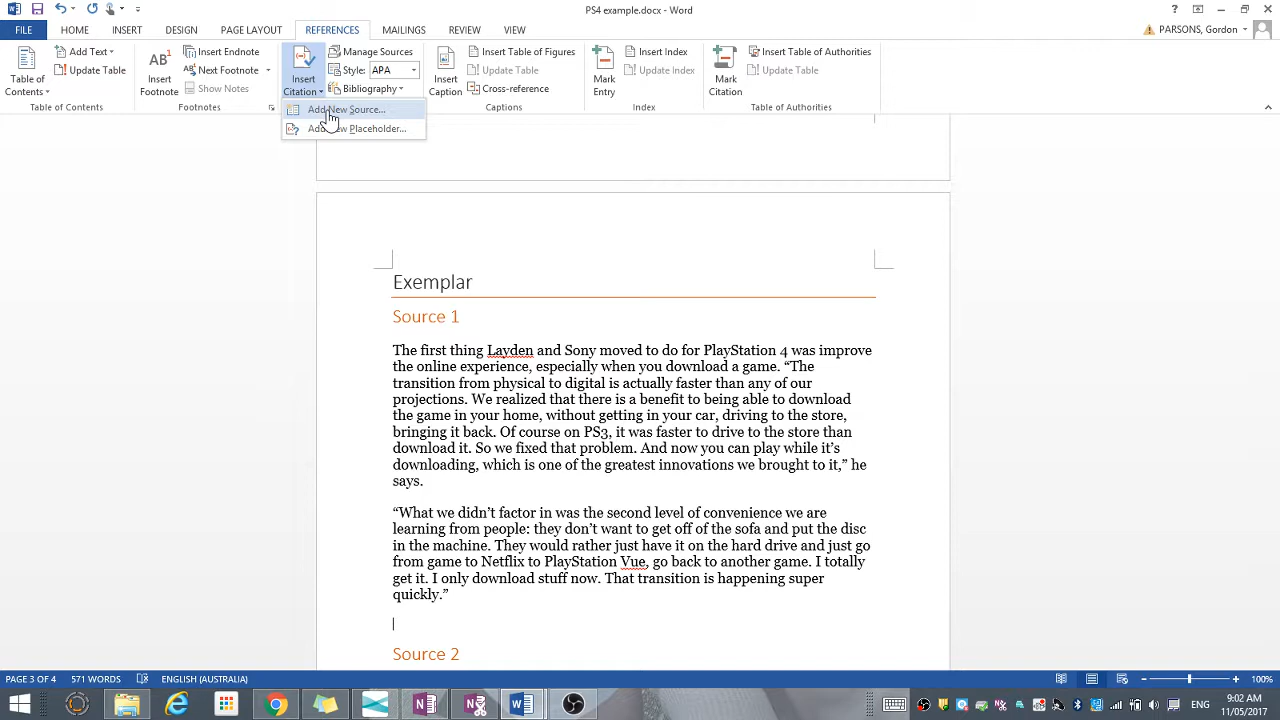 PS4 example.docx - Word
FILE HOME INSERT DESIGN PAGE LAYOUT REFERENCES MAILINGS REVIEW VIEW PARSONS, Gordon
Table of Contents
Add Text
Update Table
Table of Contents
AB1
Insert Footnote
Insert Endnote
Next Footnote
Show Notes
Footnotes
Insert Citation
Manage Sources
Style: APA
Bibliography
Add New Source...
Add New Placeholder...
Insert Caption
Insert Table of Figures
Update Table
Cross-reference
Captions
Mark Entry
Insert Index
Update Index
Index
Mark Citation
Insert Table of Authorities
Update Table
Table of Authorities
Exemplar
Source 1
The first thing Layden and Sony moved to do for PlayStation 4 was improve
the online experience, especially when you download a game. “The
transition from physical to digital is actually faster than any of our
projections. We realized that there is a benefit to being able to download
the game in your home, without getting in your car, driving to the store,
bringing it back. Of course on PS3, it was faster to drive to the store than
download it. So we fixed that problem. And now you can play while it’s
downloading, which is one of the greatest innovations we brought to it,” he
says.
“What we didn’t factor in was the second level of convenience we are
learning from people: they don’t want to get off of the sofa and put the disc
in the machine. They would rather just have it on the hard drive and just go
from game to Netflix to PlayStation Vue, go back to another game. I totally
get it. I only download stuff now. That transition is happening super
quickly.”
Source 2
PAGE 3 OF 4 571 WORDS ENGLISH (AUSTRALIA) 100%
ENG 9:02 AM
11/05/2017